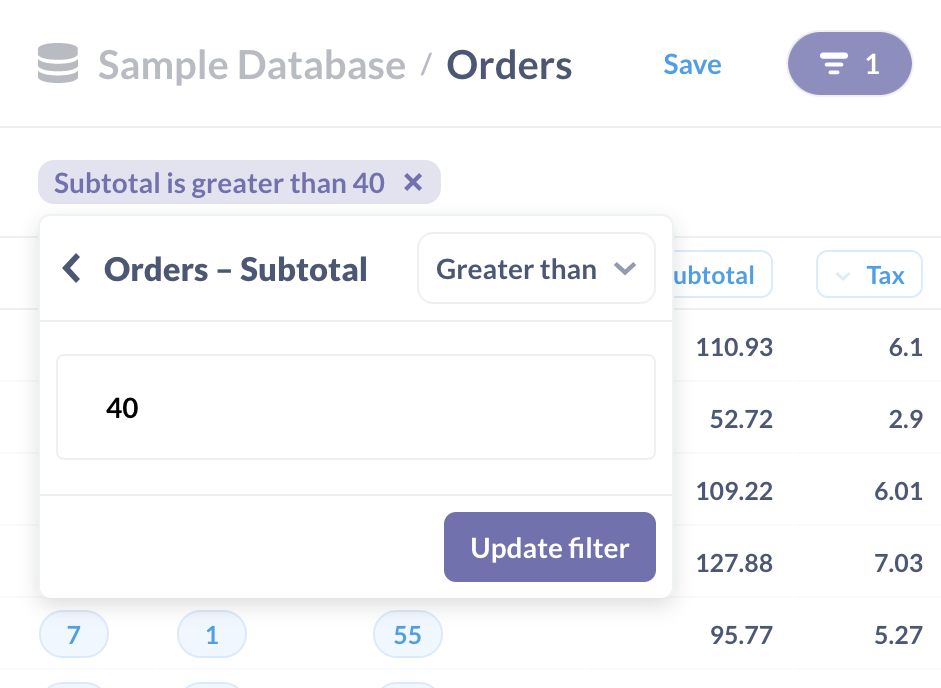 Sample Database / Orders Save 1
Subtotal is greater than 40
Orders – Subtotal Greater than
ubtotal Tax
40
Update filter
110.93 6.1
52.72 2.9
109.22 6.01
127.88 7.03
7 1 55 95.77 5.27